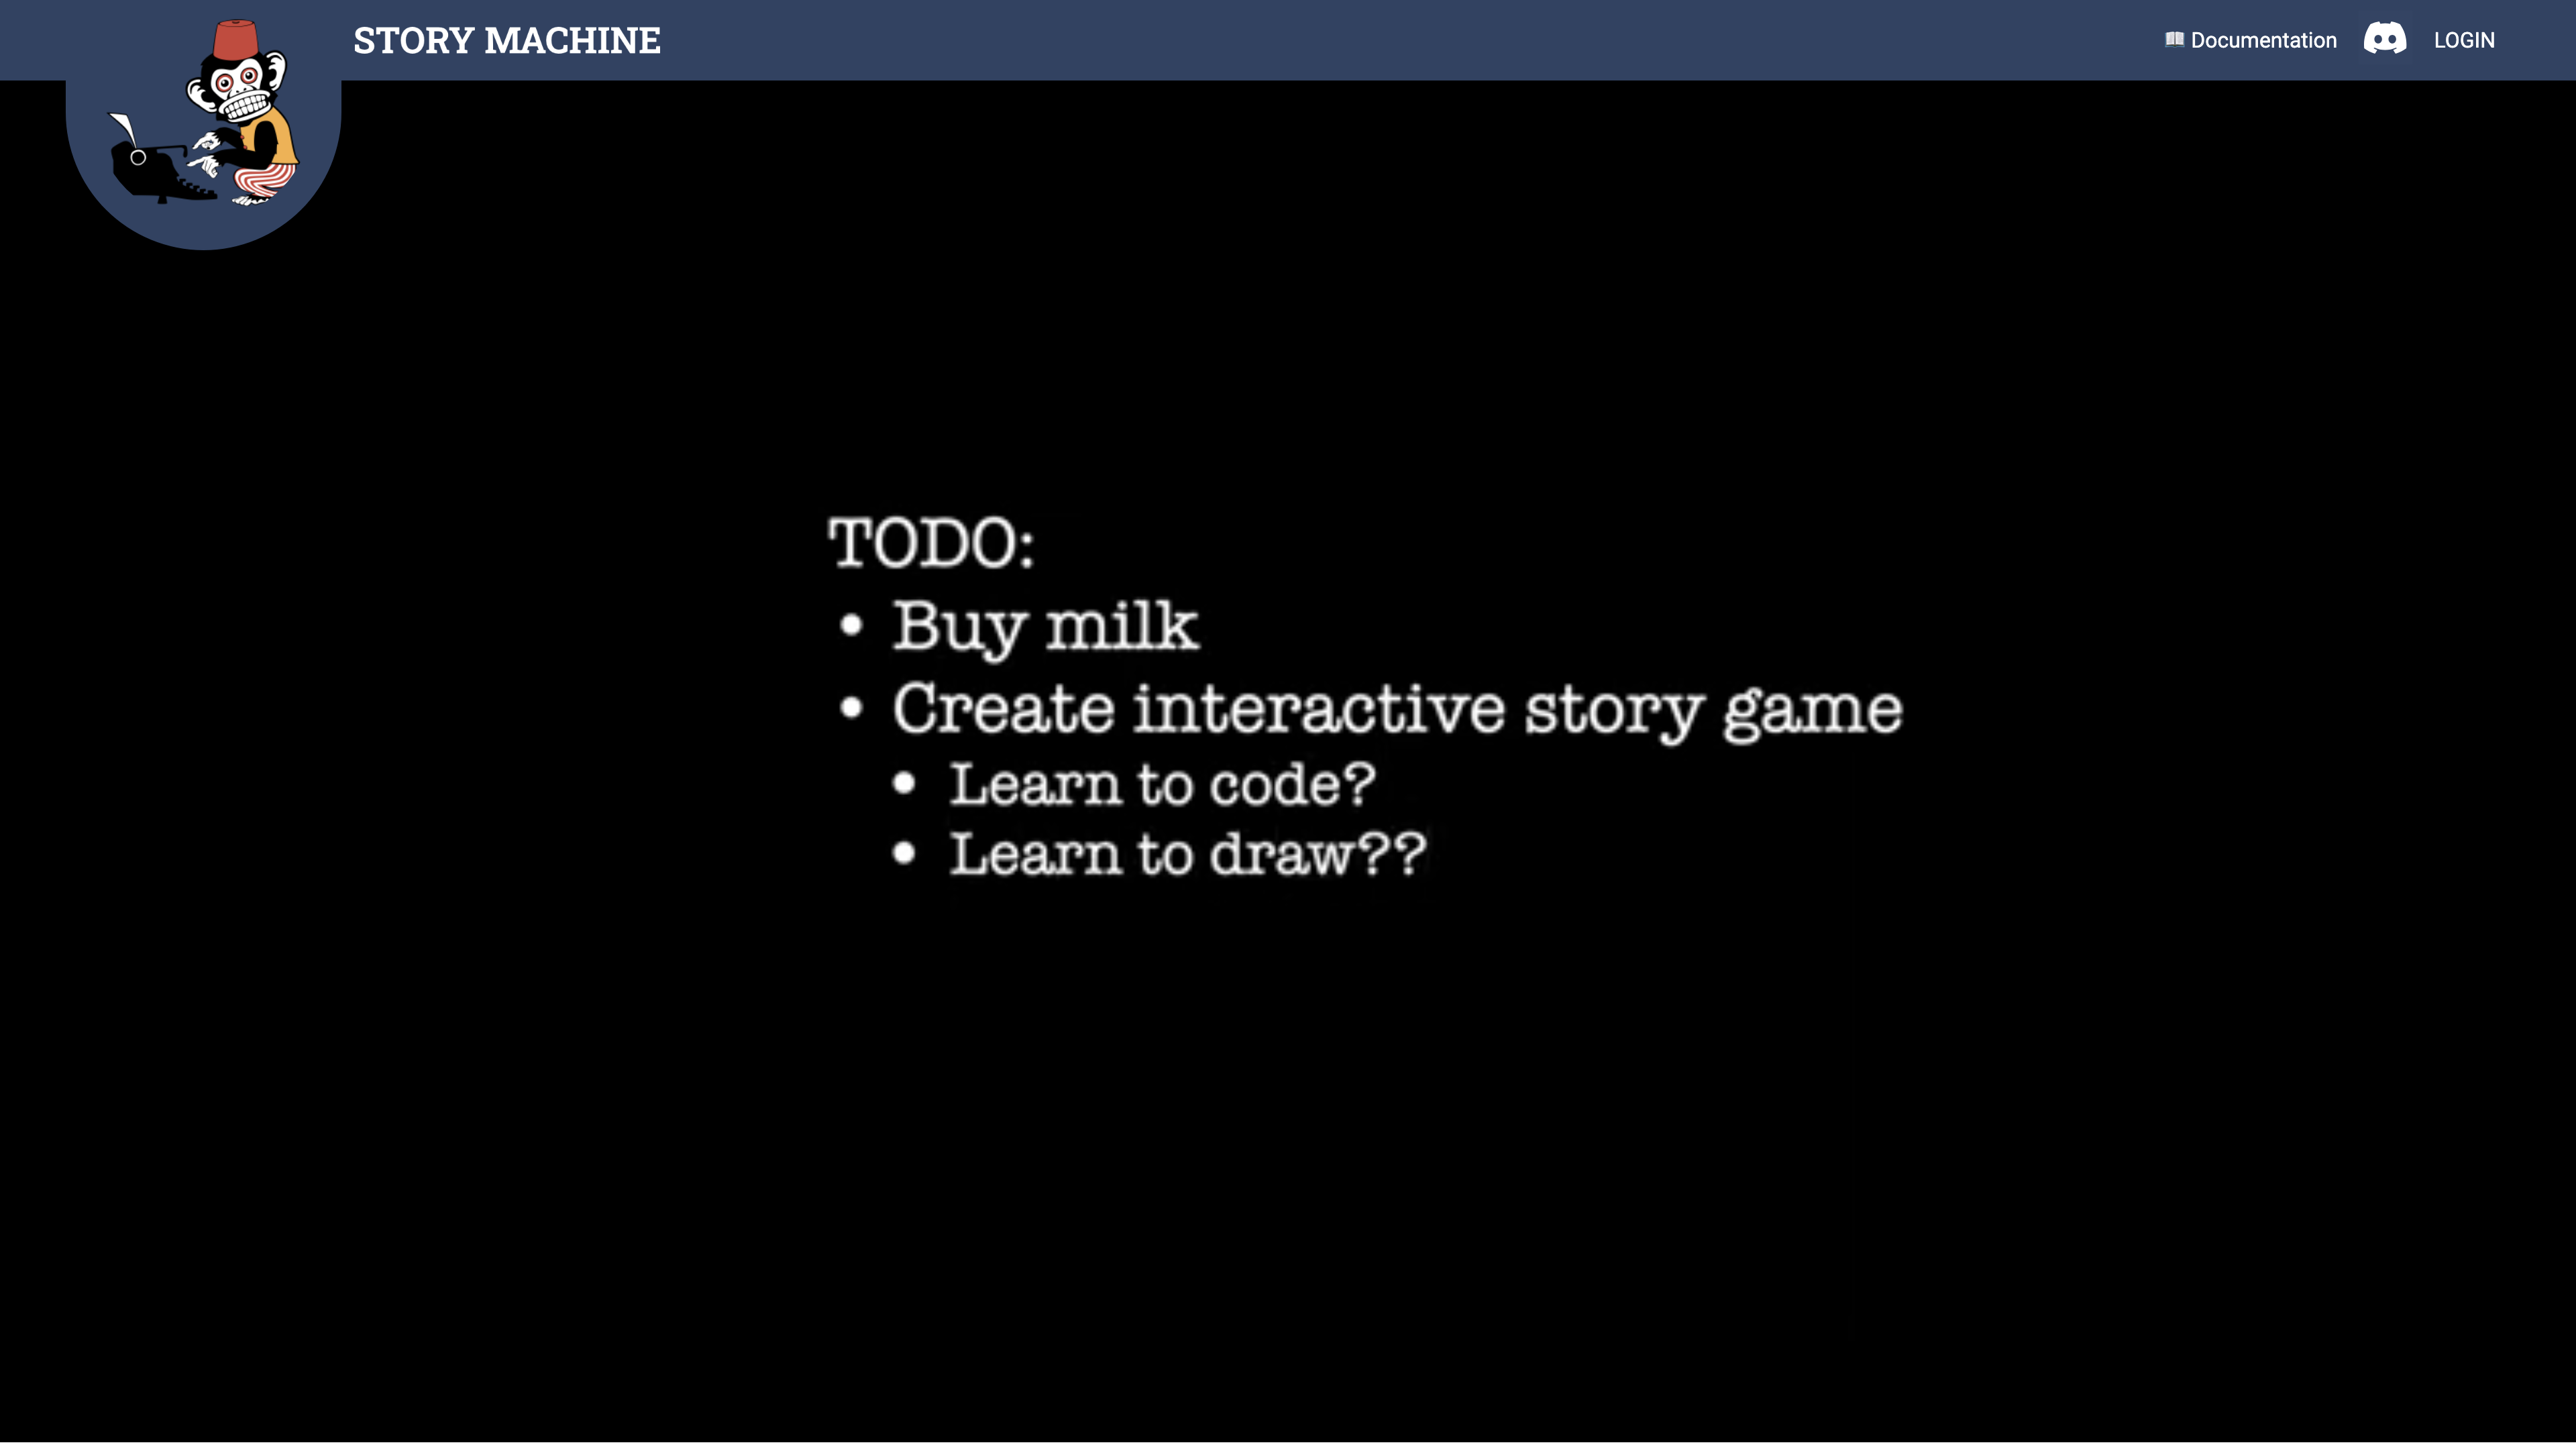 STORY MACHINE
📖 Documentation
LOGIN
TODO:
• Buy milk
• Create interactive story game
• Learn to code?
• Learn to draw??